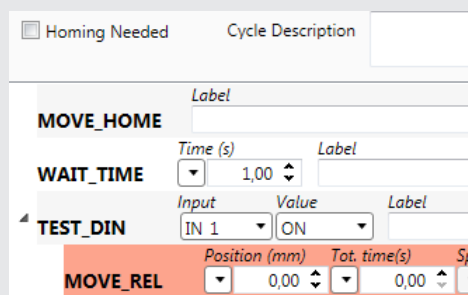 Homing Needed Cycle Description
Label
MOVE_HOME
Time (s) Label
WAIT_TIME 1,00
Input Value Label
TEST_DIN IN 1 ON
Position (mm) Tot. time(s)
MOVE_REL 0,00 0,00